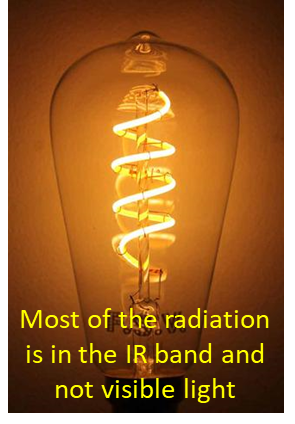 Most of the radiation
is in the IR band and
not visible light